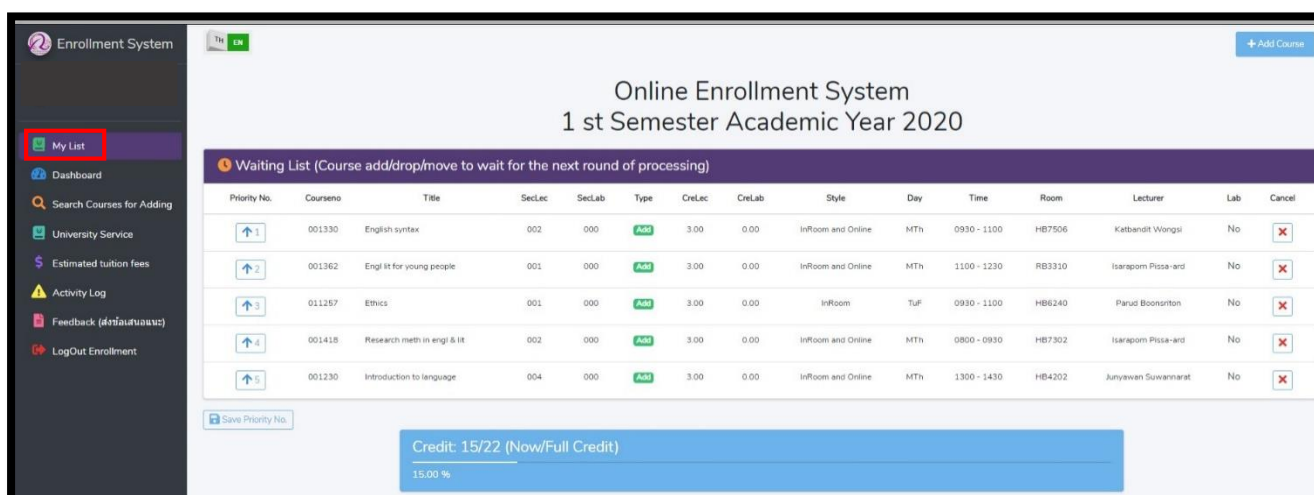 Enrollment System
TH EN
+ Add Course
Online Enrollment System
1 st Semester Academic Year 2020
My List
Dashboard
Search Courses for Adding
University Service
Estimated tuition fees
Activity Log
Feedback (ส่งข้อเสนอแนะ)
LogOut Enrollment
Waiting List (Course add/drop/move to wait for the next round of processing)
Priority No. Courseno Title SecLec SecLab Type CreLec CreLab Style Day Time Room Lecturer Lab Cancel
1 001330 English syntax 002 000 Add 3.00 0.00 InRoom and Online MTh 0930 - 1100 HB7506 Katbandit Wongsi No
2 001362 Engl lit for young people 001 000 Add 3.00 0.00 InRoom and Online MTh 1100 - 1230 RB3310 Isaraporn Pissa-ard No
3 011257 Ethics 001 000 Add 3.00 0.00 InRoom TuF 0930 - 1100 HB6240 Parud Boonsriton No
4 001418 Research meth in engl & lit 002 000 Add 3.00 0.00 InRoom and Online MTh 0800 - 0930 HB7302 Isaraporn Pissa-ard No
5 001230 Introduction to language 004 000 Add 3.00 0.00 InRoom and Online MTh 1300 - 1430 HB4202 Junyawan Suwannarat No
Save Priority No.
Credit: 15/22 (Now/Full Credit)
15.00 %